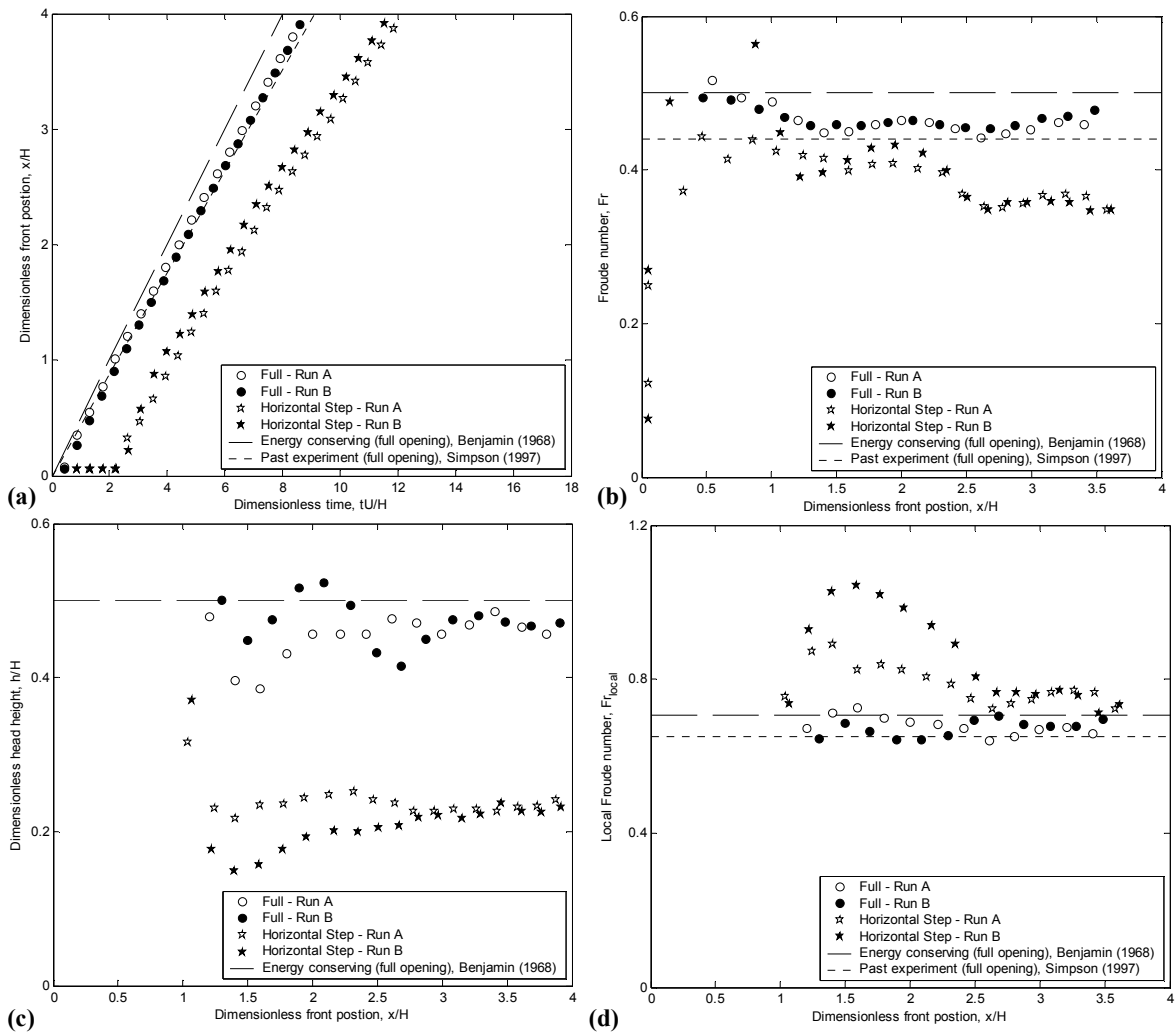 4
3
2
1
0
0 2 4 6 8 10 12 14 16 18
Dimensionless front postion, x/H
Dimensionless time, tU/H
Full - Run A
Full - Run B
Horizontal Step - Run A
Horizontal Step - Run B
Energy conserving (full opening), Benjamin (1968)
Past experiment (full opening), Simpson (1997)
(a)
0.6
0.4
0.2
0
0 0.5 1 1.5 2 2.5 3 3.5 4
Froude number, Fr
Dimensionless front postion, x/H
Full - Run A
Full - Run B
Horizontal Step - Run A
Horizontal Step - Run B
Energy conserving (full opening), Benjamin (1968)
Past experiment (full opening), Simpson (1997)
(b)
0.6
0.4
0.2
0
0 0.5 1 1.5 2 2.5 3 3.5 4
Dimensionless head height, h/H
Dimensionless front postion, x/H
Full - Run A
Full - Run B
Horizontal Step - Run A
Horizontal Step - Run B
Energy conserving (full opening), Benjamin (1968)
(c)
1.2
0.8
0.4
0
0 0.5 1 1.5 2 2.5 3 3.5 4
Local Froude number, Fr_local
Dimensionless front postion, x/H
Full - Run A
Full - Run B
Horizontal Step - Run A
Horizontal Step - Run B
Energy conserving (full opening), Benjamin (1968)
Past experiment (full opening), Simpson (1997)
(d)